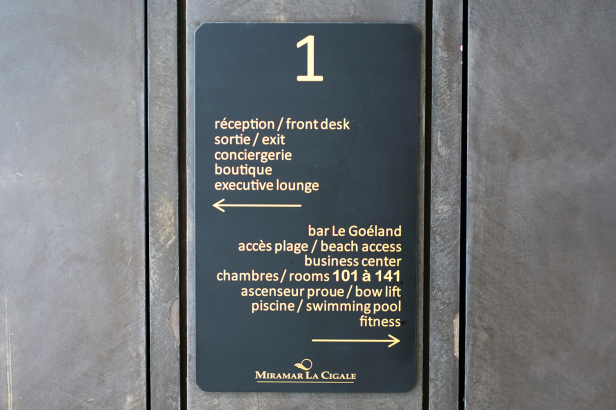 1
réception / front desk
sortie / exit
conciergerie
boutique
executive lounge
bar Le Goéland
accès plage / beach access
business center
chambres / rooms 101 à 141
ascenseur proue / bow lift
piscine / swimming pool
fitness
MIRAMAR LA CIGALE